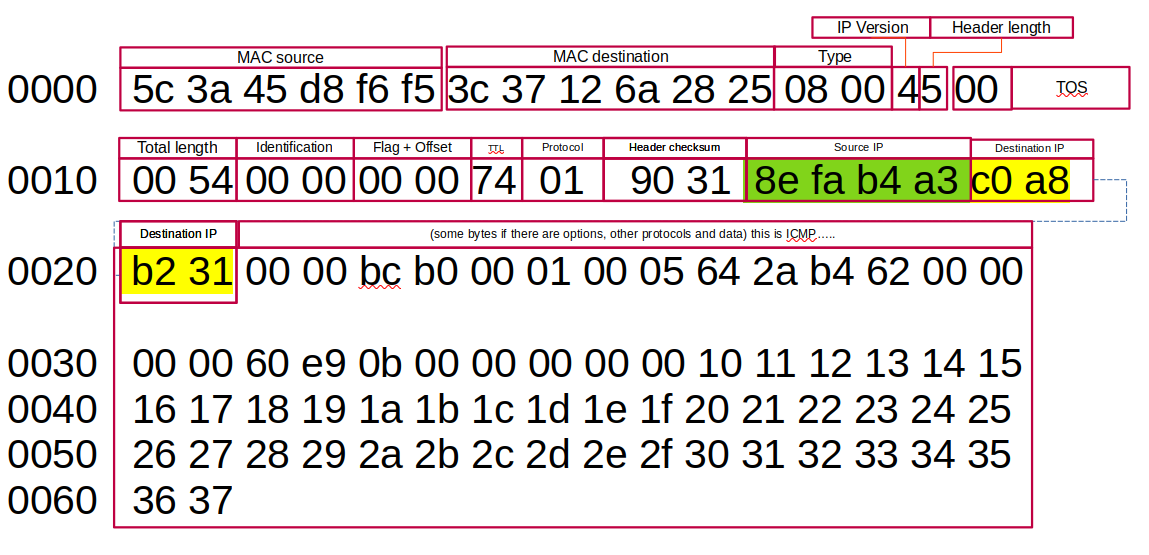 IP Version Header length
MAC source MAC destination Type
0000 5c 3a 45 d8 f6 f5 3c 37 12 6a 28 25 08 00 45 00 TOS
Total length Identification Flag + Offset TTL Protocol Header checksum Source IP Destination IP
0010 00 54 00 00 00 00 74 01 90 31 8e fa b4 a3 c0 a8
Destination IP (some bytes if there are options, other protocols and data) this is ICMP…..
0020 b2 31 00 00 bc b0 00 01 00 05 64 2a b4 62 00 00
0030 00 00 60 e9 0b 00 00 00 00 00 10 11 12 13 14 15
0040 16 17 18 19 1a 1b 1c 1d 1e 1f 20 21 22 23 24 25
0050 26 27 28 29 2a 2b 2c 2d 2e 2f 30 31 32 33 34 35
0060 36 37